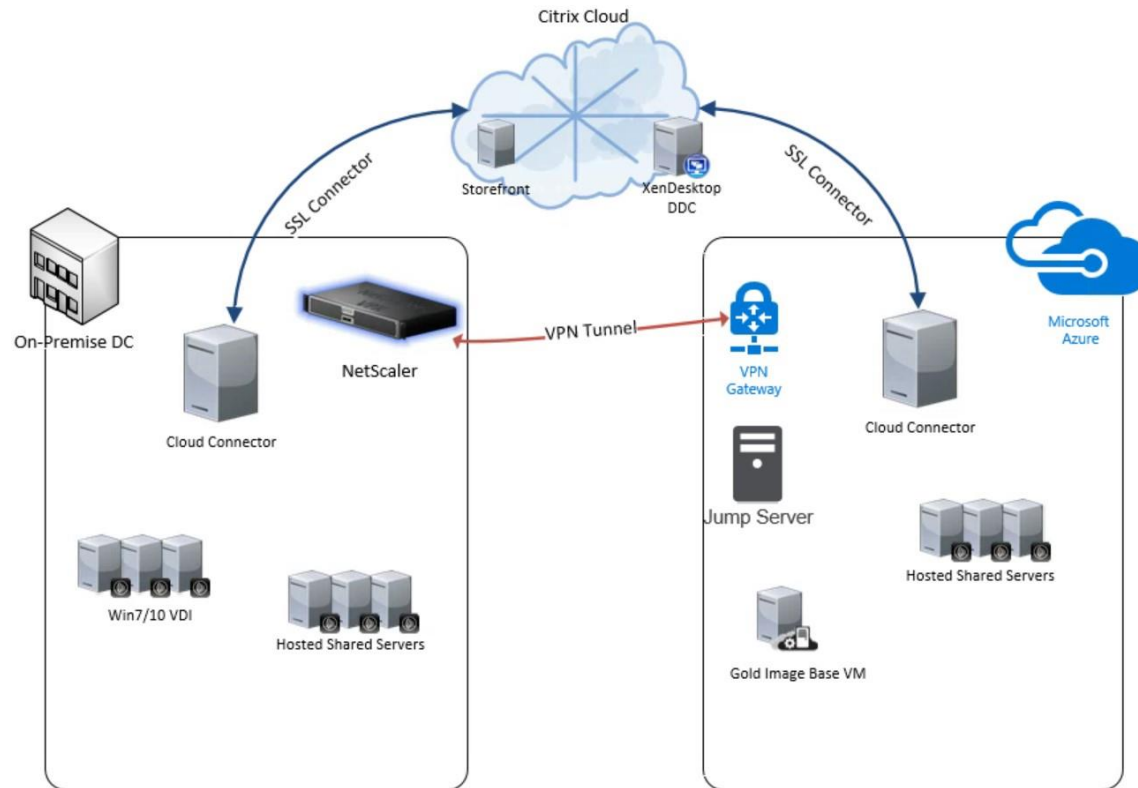 Citrix Cloud
SSL Connector
SSL Connector
Storefront
XenDesktop
DDC
On-Premise DC
NetScaler
VPN Tunnel
VPN
Gateway
Microsoft
Azure
Cloud Connector
Cloud Connector
Jump Server
Win7/10 VDI
Hosted Shared Servers
Hosted Shared Servers
Gold Image Base VM